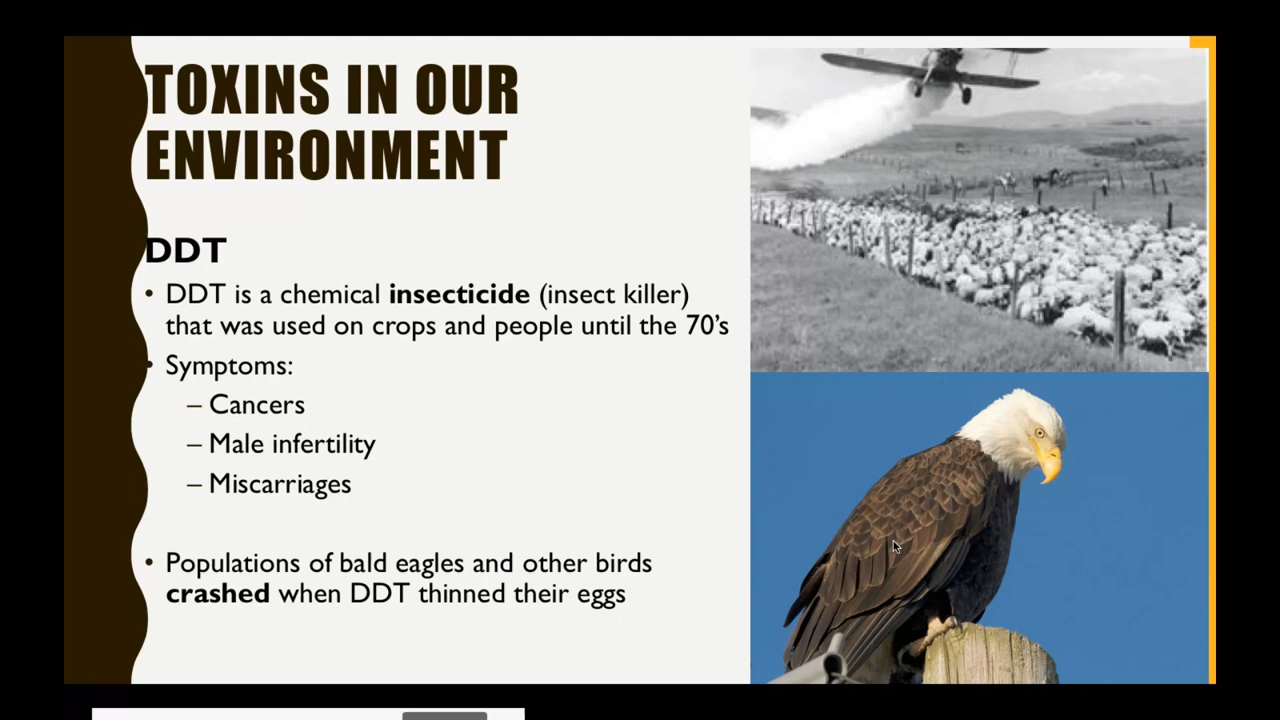 TOXINS IN OUR
ENVIRONMENT
DDT
• DDT is a chemical insecticide (insect killer)
that was used on crops and people until the 70's
• Symptoms:
– Cancers
– Male infertility
– Miscarriages
• Populations of bald eagles and other birds
crashed when DDT thinned their eggs